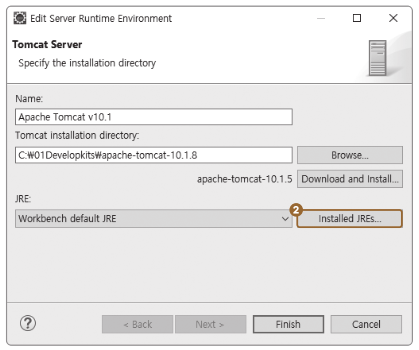 Edit Server Runtime Environment
Tomcat Server
Specify the installation directory
Name:
Apache Tomcat v10.1
Tomcat installation directory:
C:₩01Developkits₩apache-tomcat-10.1.8
Browse...
apache-tomcat-10.1.5
Download and Install...
JRE:
Workbench default JRE
2
Installed JREs...
?
< Back
Next >
Finish
Cancel